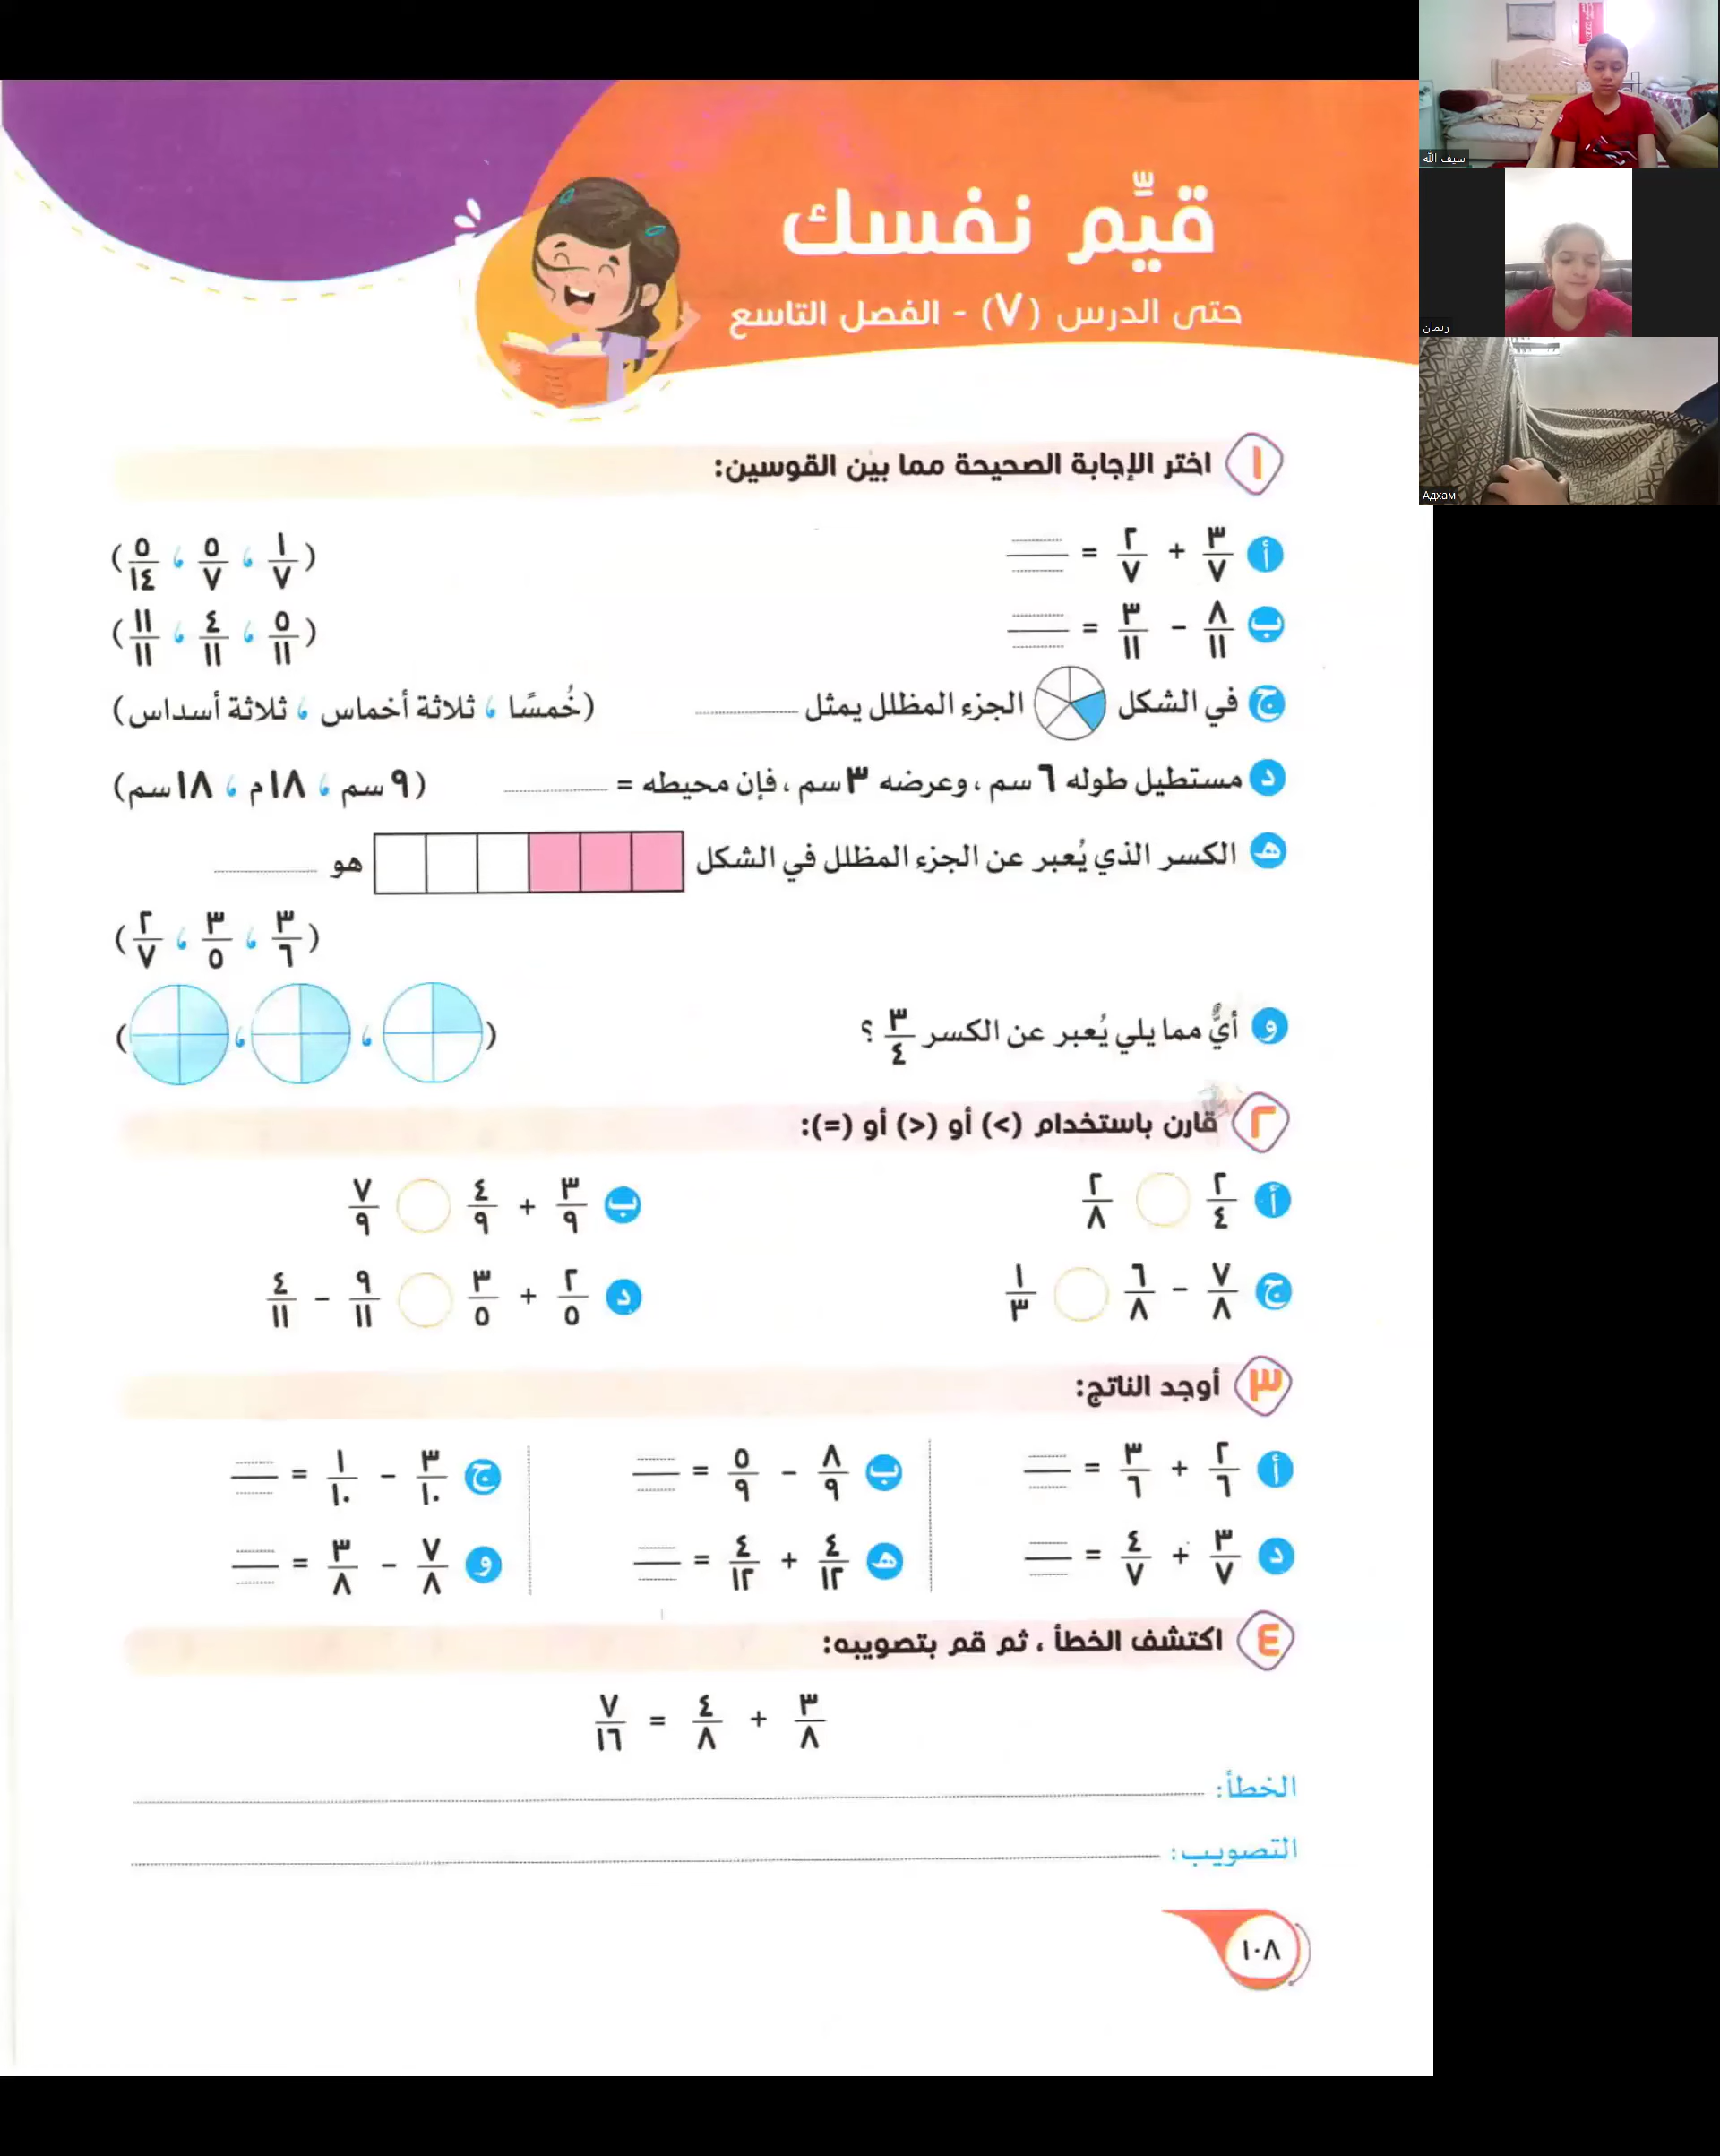 قيِّم نفسك
حتى الدرس (٧) - الفصل التاسع
سيف الله
ريمان
Адхам
١ اختر الإجابة الصحيحة مما بين القوسين:
أ ٣/٧ + ٢/٧ = (١/٧ ، ٥/٧ ، ٥/١٤)
ب ٨/١١ - ٣/١١ = (٥/١١ ، ٤/١١ ، ١١/١١)
ج في الشكل الجزء المظلل يمثل (خُمسًا ، ثلاثة أخماس ، ثلاثة أسداس)
د مستطيل طوله ٦ سم ، وعرضه ٣ سم ، فإن محيطه = (٩ سم ، ١٨ م ، ١٨ سم)
هـ الكسر الذي يُعبر عن الجزء المظلل في الشكل هو
(٣/٦ ، ٣/٥ ، ٢/٧)
و أيٌّ مما يلي يُعبر عن الكسر ٣/٤ ؟ ( ، ، )
٢ قارن باستخدام (>) أو (<) أو (=):
أ ٢/٤ ٢/٨ ب ٣/٩ + ٤/٩ ٧/٩
ج ٧/٨ - ٦/٨ ١/٣ د ٢/٥ + ٣/٥ ٩/١١ - ٤/١١
٣ أوجد الناتج:
أ ٢/٦ + ٣/٦ = ب ٨/٩ - ٥/٩ = ج ٣/١٠ - ١/١٠ =
د ٣/٧ + ٤/٧ = هـ ٤/١٢ + ٤/١٢ = و ٧/٨ - ٣/٨ =
٤ اكتشف الخطأ ، ثم قم بتصويبه:
٣/٨ + ٤/٨ = ٧/١٦
الخطأ:
التصويب:
١٠٨